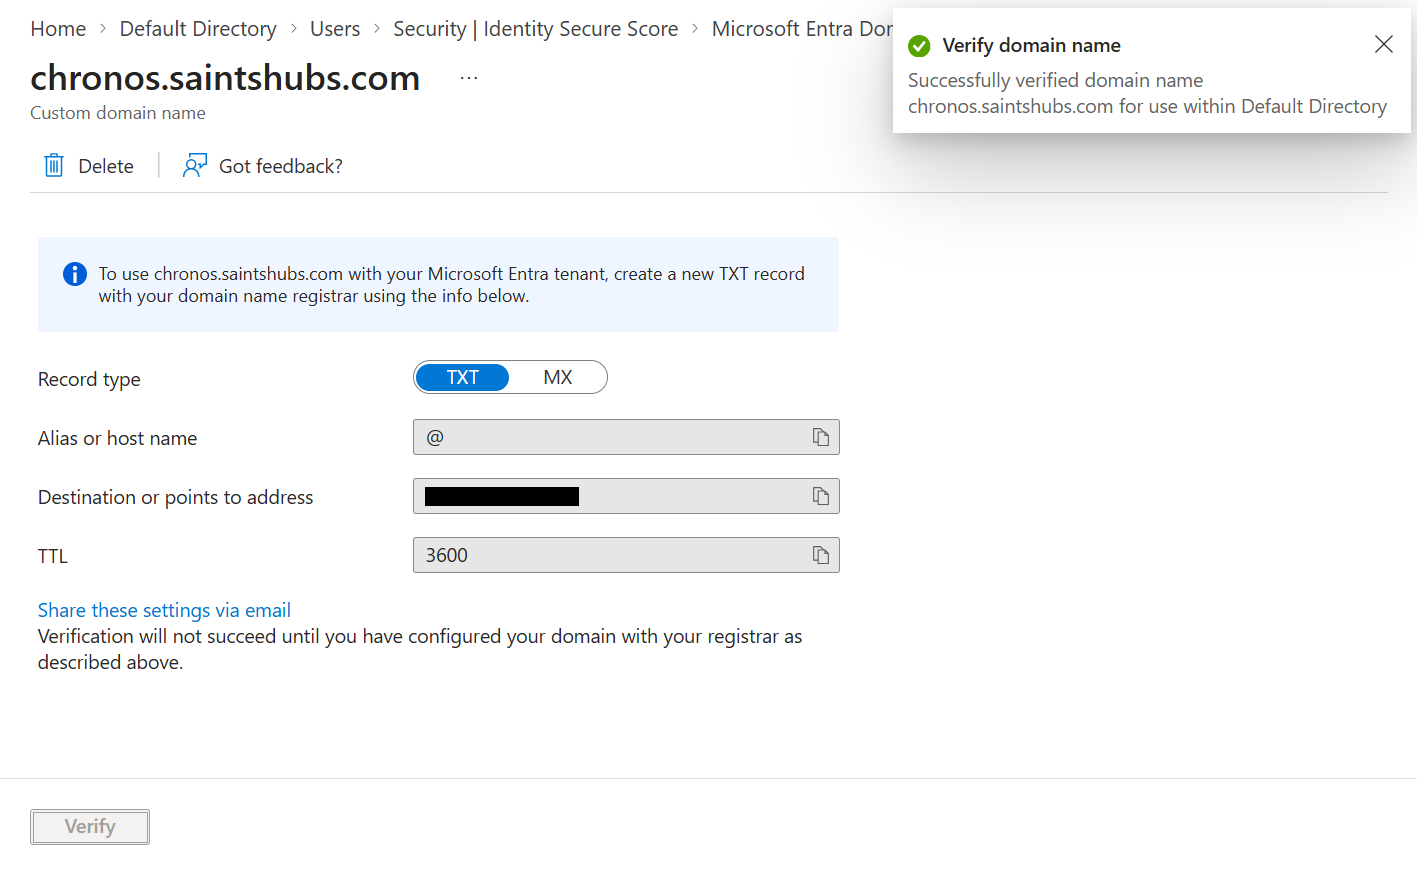 Home > Default Directory > Users > Security | Identity Secure Score > Microsoft Entra Dor
chronos.saintshubs.com ...
Custom domain name
Verify domain name
Successfully verified domain name
chronos.saintshubs.com for use within Default Directory
Delete
Got feedback?
To use chronos.saintshubs.com with your Microsoft Entra tenant, create a new TXT record
with your domain name registrar using the info below.
Record type
TXT
MX
Alias or host name
@
Destination or points to address
TTL
3600
Share these settings via email
Verification will not succeed until you have configured your domain with your registrar as
described above.
Verify